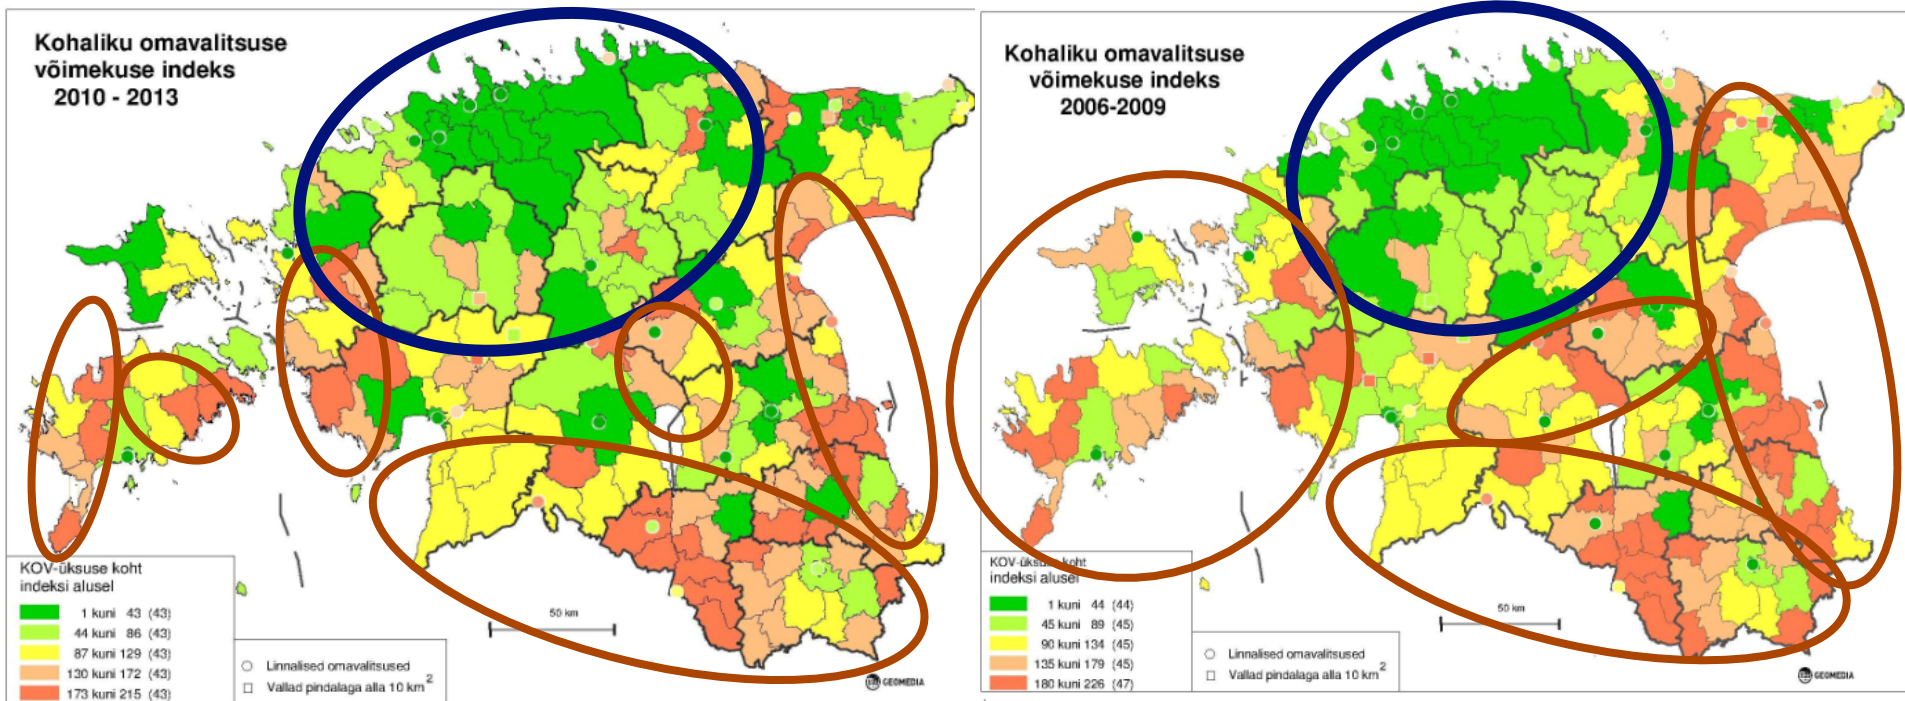 Kohaliku omavalitsuse
võimekuse indeks
2010 - 2013
KOV-üksuse koht
indeksi alusel
1 kuni 43 (43)
44 kuni 86 (43)
87 kuni 129 (43)
130 kuni 172 (43)
173 kuni 215 (43)
50 km
Linnalised omavalitsused
Vallad pindalaga alla 10 km2
GEOMEDIA
Kohaliku omavalitsuse
võimekuse indeks
2006-2009
KOV-üksuse koht
indeksi alusel
1 kuni 44 (44)
45 kuni 89 (45)
90 kuni 134 (45)
135 kuni 179 (45)
180 kuni 226 (47)
50 km
Linnalised omavalitsused
Vallad pindalaga alla 10 km2
GEOMEDIA